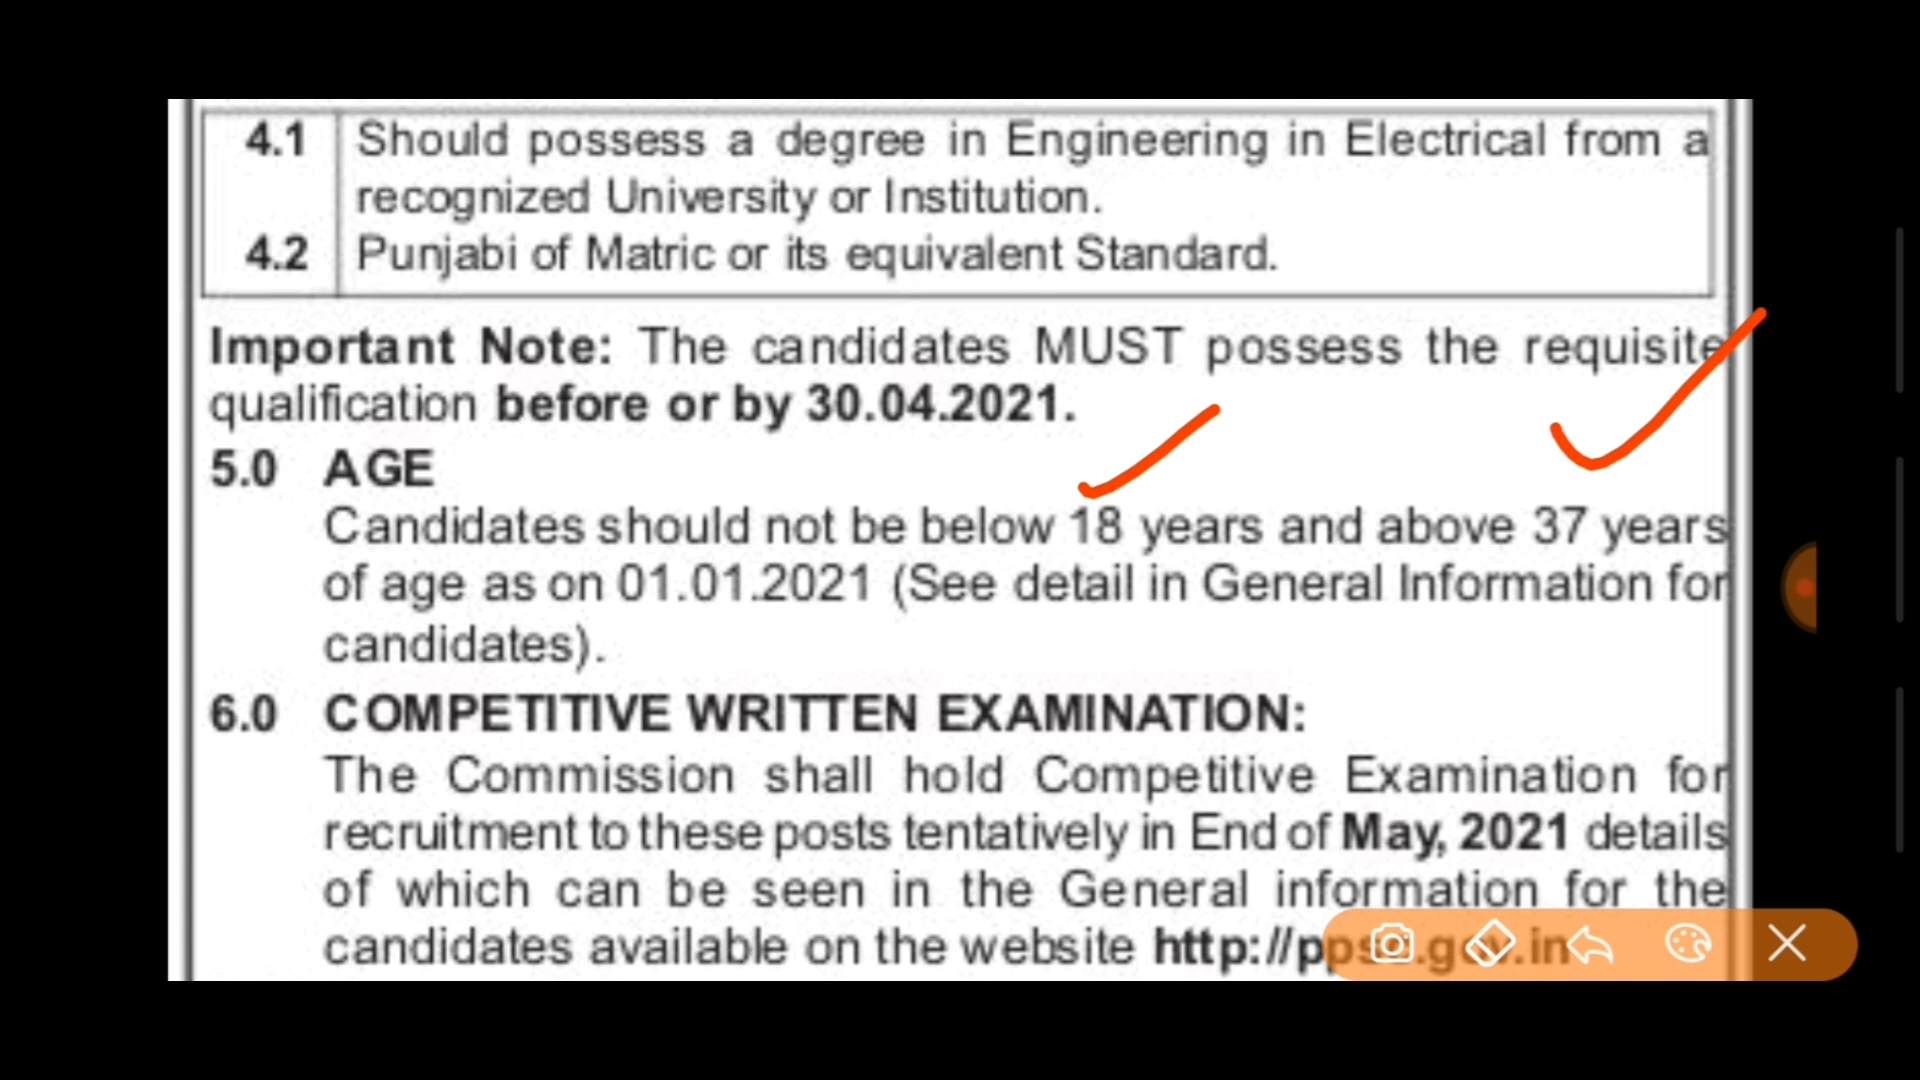 4.1 Should possess a degree in Engineering in Electrical from a
recognized University or Institution.
4.2 Punjabi of Matric or its equivalent Standard.
Important Note: The candidates MUST possess the requisite
qualification before or by 30.04.2021.
5.0 AGE
Candidates should not be below 18 years and above 37 years
of age as on 01.01.2021 (See detail in General Information for
candidates).
6.0 COMPETITIVE WRITTEN EXAMINATION:
The Commission shall hold Competitive Examination for
recruitment to these posts tentatively in End of May, 2021 details
of which can be seen in the General information for the
candidates available on the website http://ppsc.gov.in